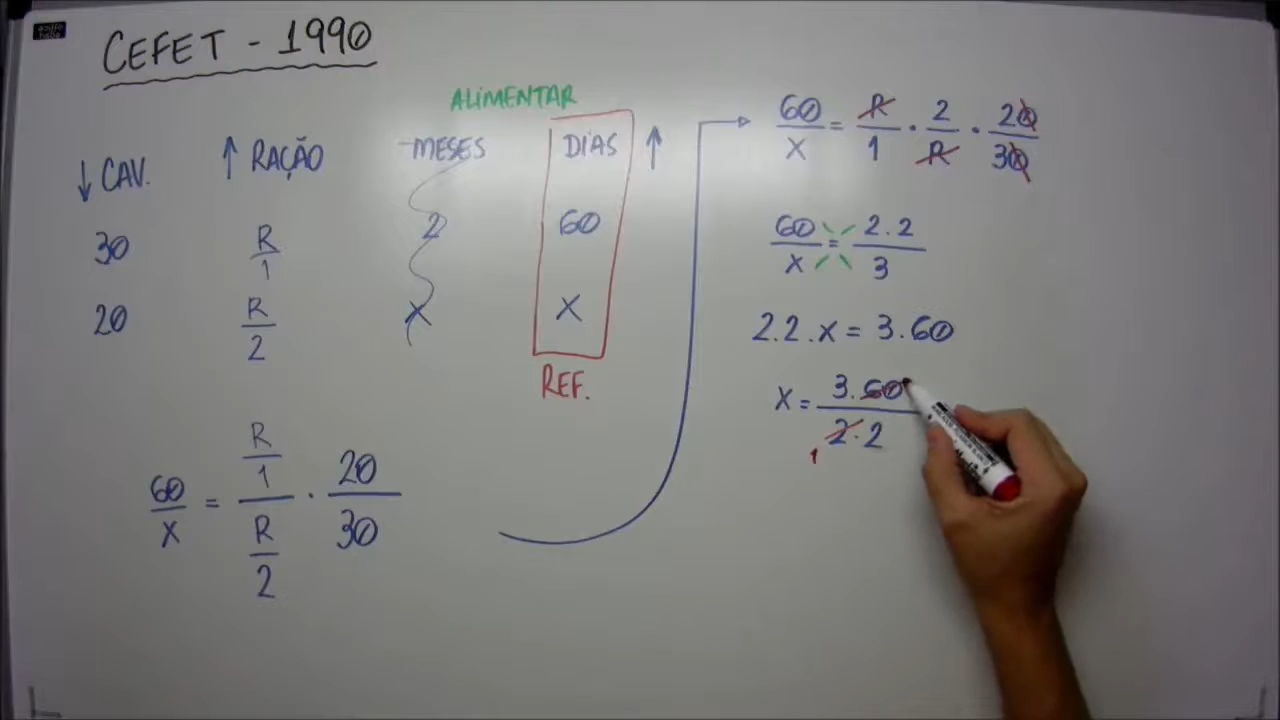 CEFET - 1990
ALIMENTAR
↓ CAV. ↑ RAÇÃO MESES DIAS ↑
30 R/1 2 60
20 R/2 X X
REF.
60/X = (R/1)/(R/2) . 20/30
60/X = R/1 . 2/R . 20/30
60/X = 2.2/3
2.2.X = 3.60
X = 3.60/2.2
1